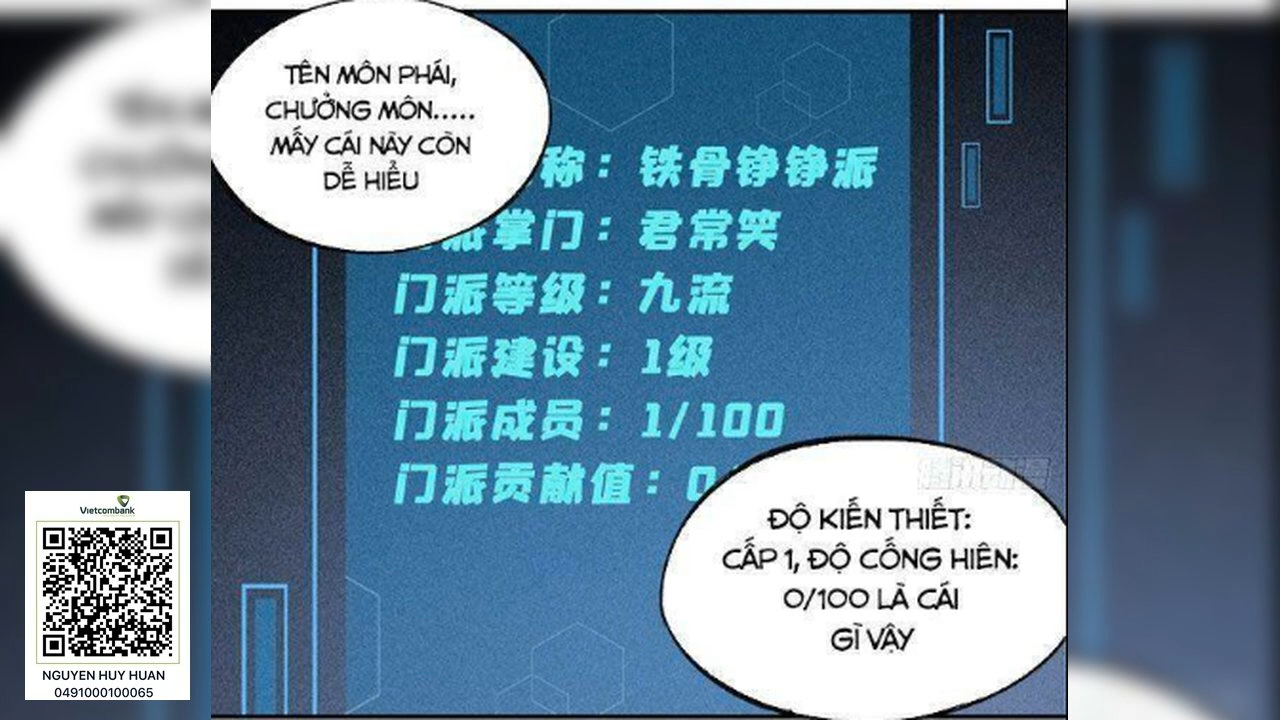 TÊN MÔN PHÁI,
CHƯỞNG MÔN.....
MẤY CÁI NÀY CÒN
DỄ HIỂU
称：铁骨铮铮派
派掌门：君常笑
门派等级：九流
门派建设：1级
门派成员：1/100
门派贡献值：0
ĐỘ KIẾN THIẾT:
CẤP 1, ĐỘ CỐNG HIÊN:
0/100 LÀ CÁI
GÌ VẬY
Vietcombank
NGUYEN HUY HUAN
0491000100065